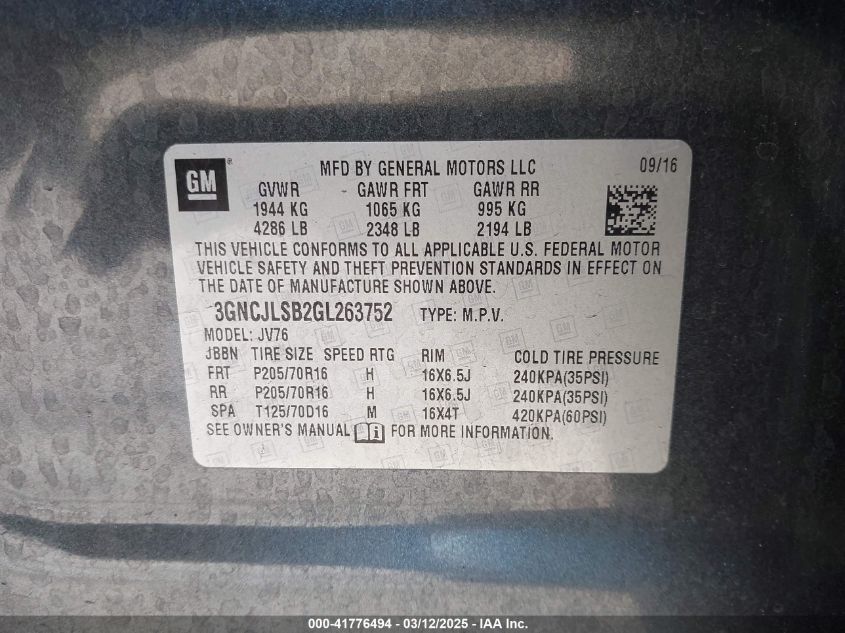 GM ®
MFD BY GENERAL MOTORS LLC 09/16
GVWR GAWR FRT GAWR RR
1944 KG 1065 KG 995 KG
4286 LB 2348 LB 2194 LB
THIS VEHICLE CONFORMS TO ALL APPLICABLE U.S. FEDERAL MOTOR
VEHICLE SAFETY AND THEFT PREVENTION STANDARDS IN EFFECT ON
THE DATE OF MANUFACTURE SHOWN ABOVE.
3GNCJLSB2GL263752 TYPE: M.P.V.
MODEL: JV76
JBBN TIRE SIZE SPEED RTG RIM COLD TIRE PRESSURE
FRT P205/70R16 H 16X6.5J 240KPA(35PSI)
RR P205/70R16 H 16X6.5J 240KPA(35PSI)
SPA T125/70D16 M 16X4T 420KPA(60PSI)
SEE OWNER'S MANUAL FOR MORE INFORMATION.
000-41776494 - 03/12/2025 - IAA Inc.